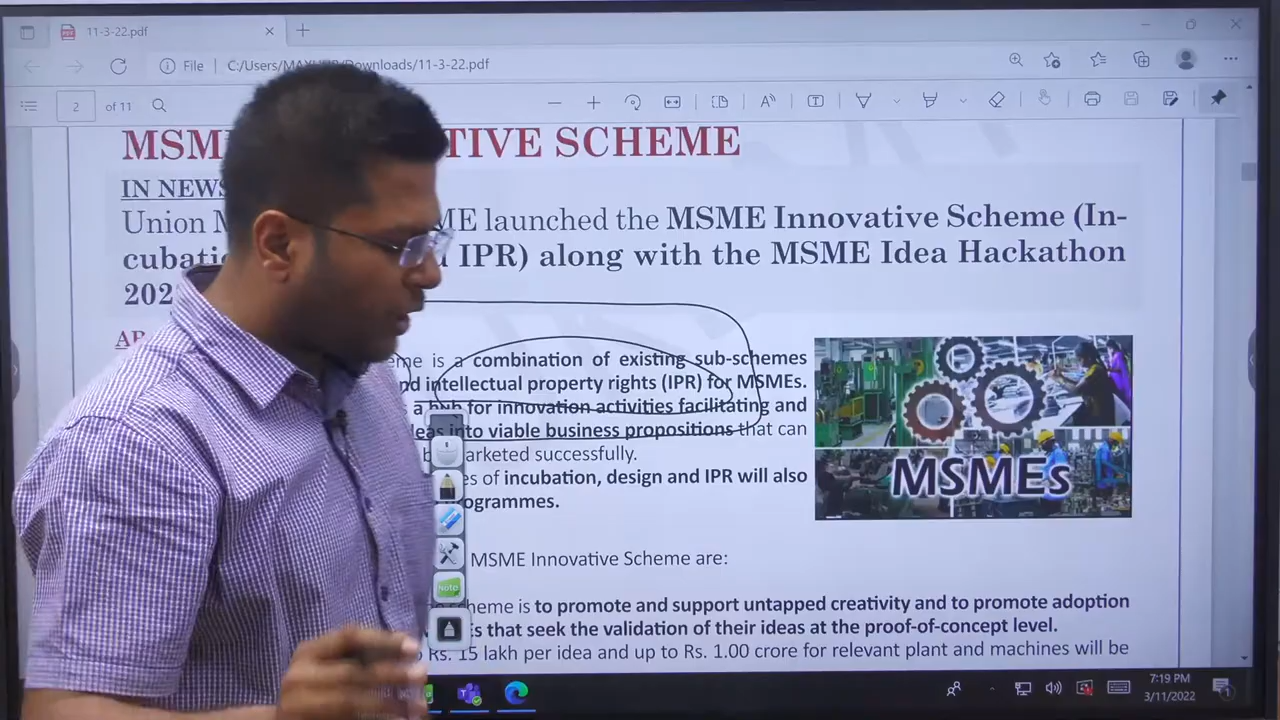 11-3-22.pdf
File C:/Users/MAXHUB/Downloads/11-3-22.pdf
2 of 11
MSM TIVE SCHEME
IN NEWS
Union M ME launched the MSME Innovative Scheme (In-
cubati IPR) along with the MSME Idea Hackathon
202
eme is a combination of existing sub-schemes
nd intellectual property rights (IPR) for MSMEs.
a hub for innovation activities facilitating and
deas into viable business propositions that can
marketed successfully.
es of incubation, design and IPR will also
ogrammes.
MSMEs
MSME Innovative Scheme are:
heme is to promote and support untapped creativity and to promote adoption
Es that seek the validation of their ideas at the proof-of-concept level.
Rs. 15 lakh per idea and up to Rs. 1.00 crore for relevant plant and machines will be
Note
7:19 PM
3/11/2022